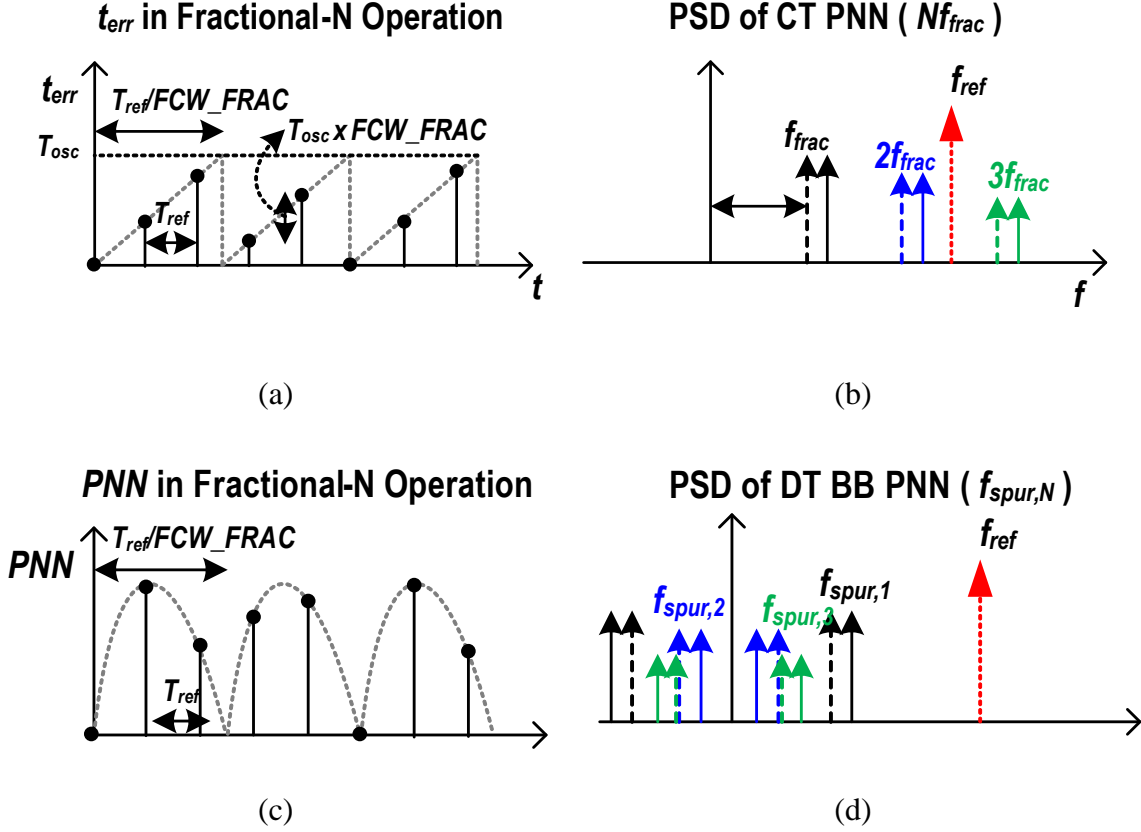 t_err in Fractional-N Operation
t_err
T_ref/FCW_FRAC
T_osc x FCW_FRAC
T_osc
T_ref
t
(a)
PSD of CT PNN ( Nf_frac )
f_ref
f_frac
2f_frac
3f_frac
f
(b)
PNN in Fractional-N Operation
T_ref/FCW_FRAC
PNN
T_ref
(c)
PSD of DT BB PNN ( f_spur,N )
f_ref
f_spur,1
f_spur,2
f_spur,3
(d)